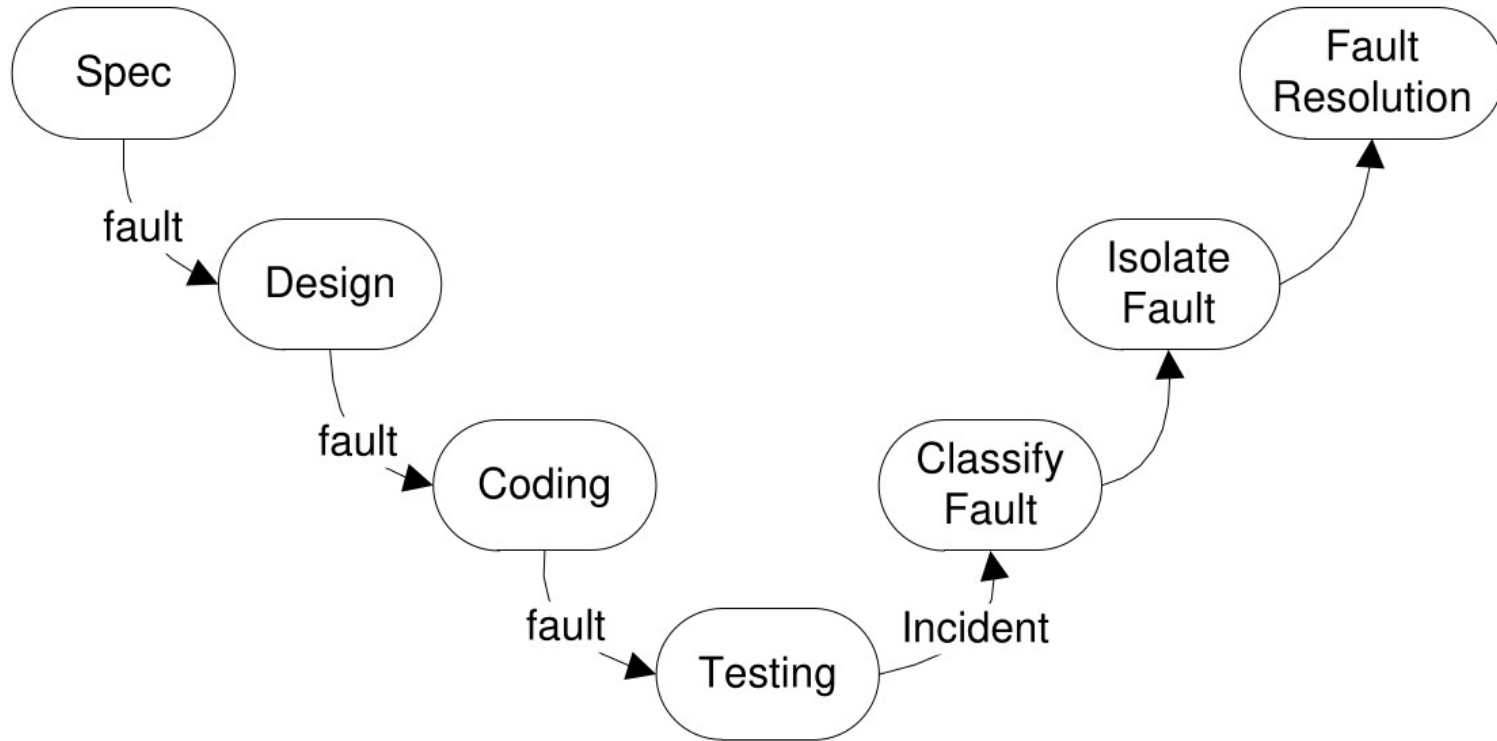 Spec
Fault
Resolution
fault
Design
Isolate
Fault
fault
Coding
Classify
Fault
fault
Incident
Testing